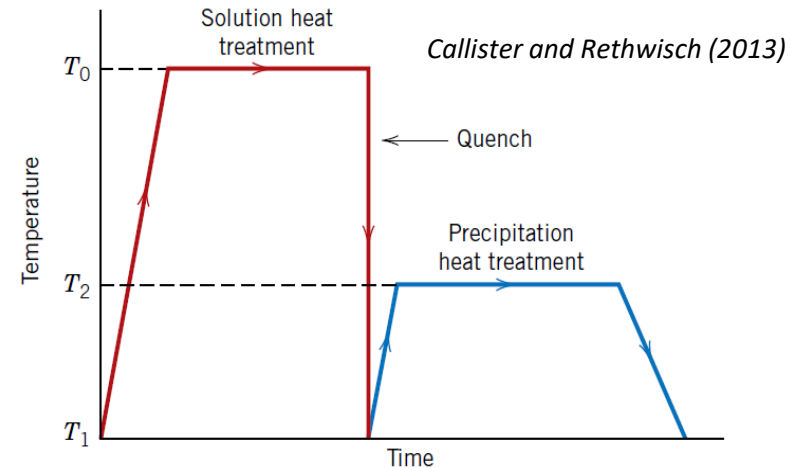 Solution heat
treatment
Callister and Rethwisch (2013)
T0
Quench
Temperature
Precipitation
heat treatment
T2
T1
Time